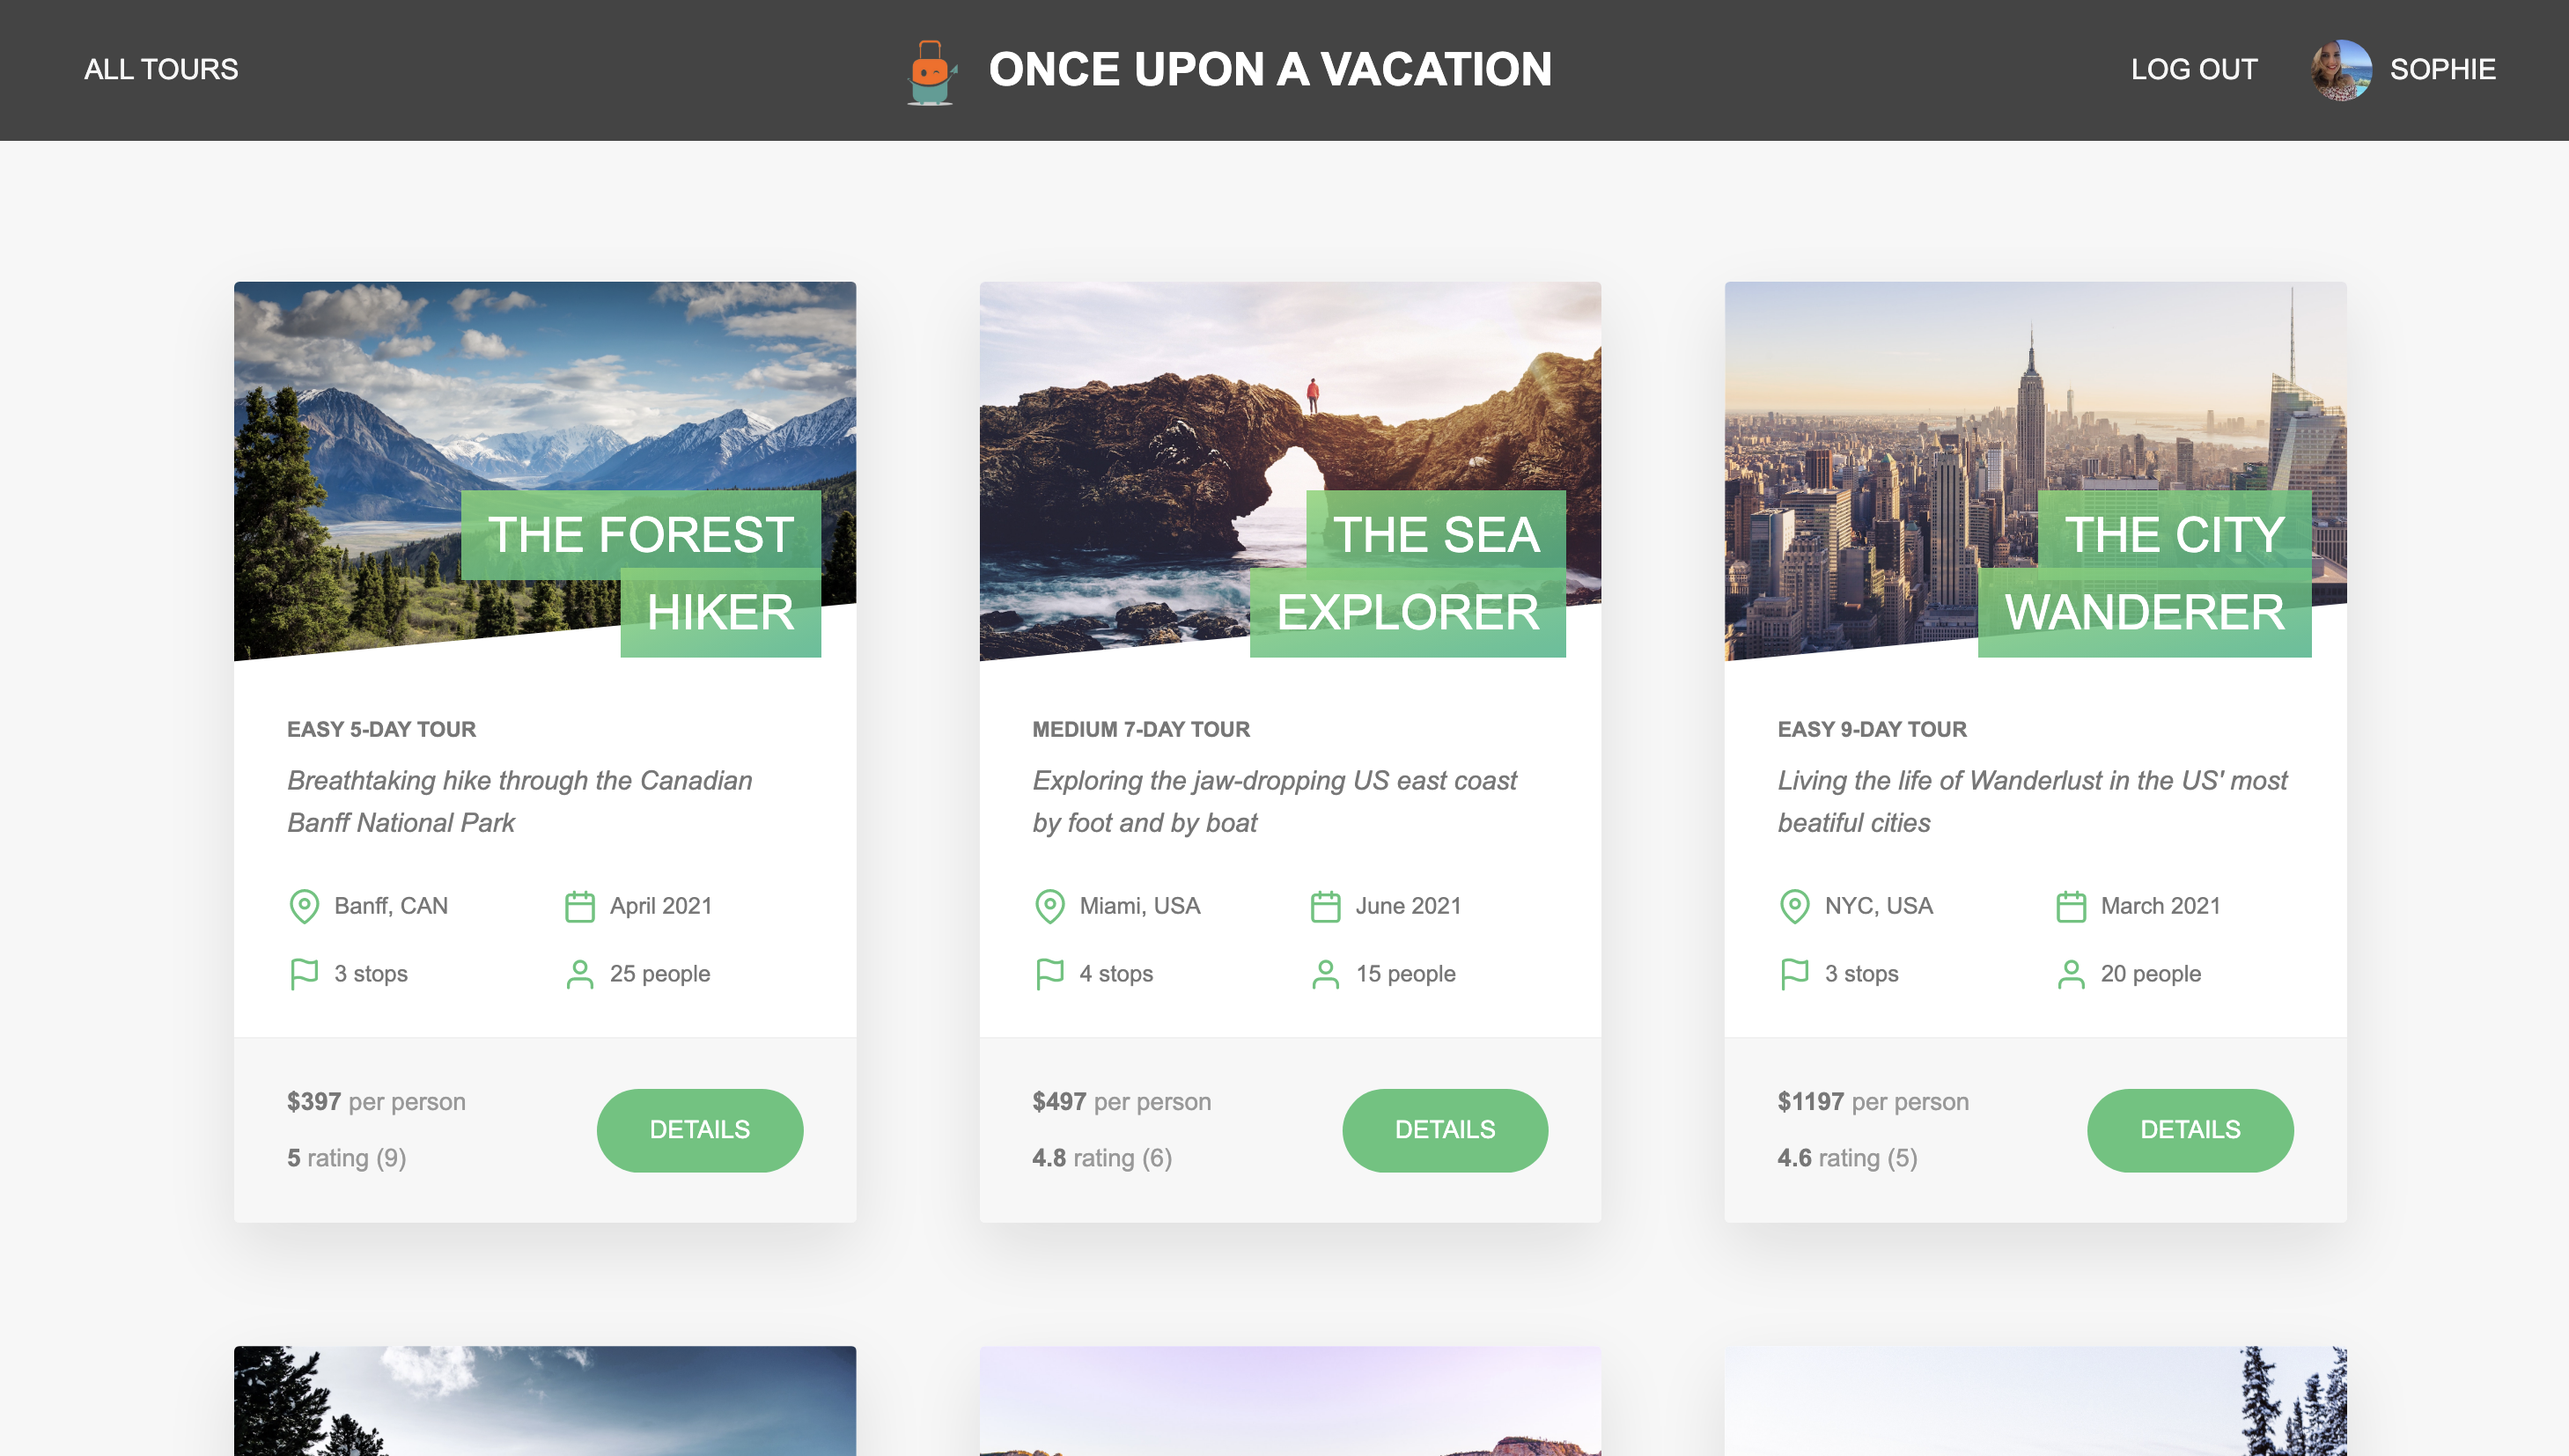 ALL TOURS
ONCE UPON A VACATION
LOG OUT
SOPHIE
THE FOREST
HIKER
EASY 5-DAY TOUR
Breathtaking hike through the Canadian
Banff National Park
Banff, CAN
April 2021
3 stops
25 people
$397 per person
5 rating (9)
DETAILS
THE SEA
EXPLORER
MEDIUM 7-DAY TOUR
Exploring the jaw-dropping US east coast
by foot and by boat
Miami, USA
June 2021
4 stops
15 people
$497 per person
4.8 rating (6)
DETAILS
THE CITY
WANDERER
EASY 9-DAY TOUR
Living the life of Wanderlust in the US' most
beatiful cities
NYC, USA
March 2021
3 stops
20 people
$1197 per person
4.6 rating (5)
DETAILS